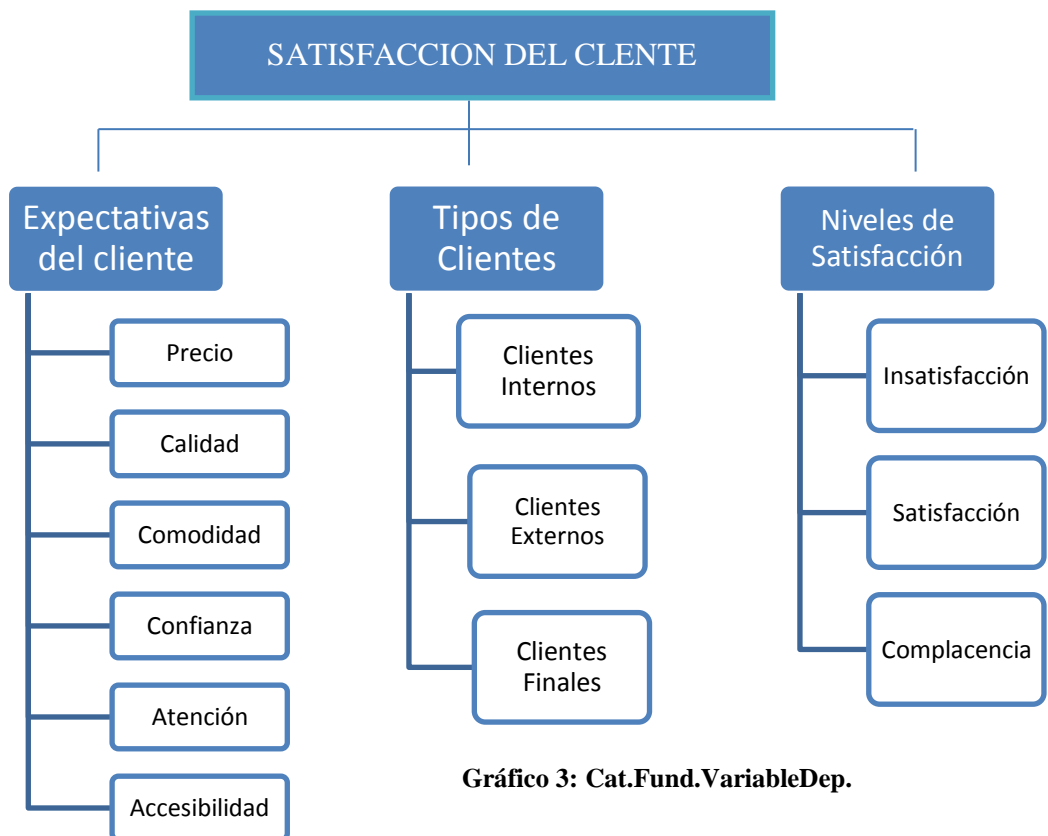 SATISFACCION DEL CLENTE
Expectativas
del cliente
Precio
Calidad
Comodidad
Confianza
Atención
Accesibilidad
Tipos de
Clientes
Clientes
Internos
Clientes
Externos
Clientes
Finales
Niveles de
Satisfacción
Insatisfacción
Satisfacción
Complacencia
Gráfico 3: Cat.Fund.VariableDep.